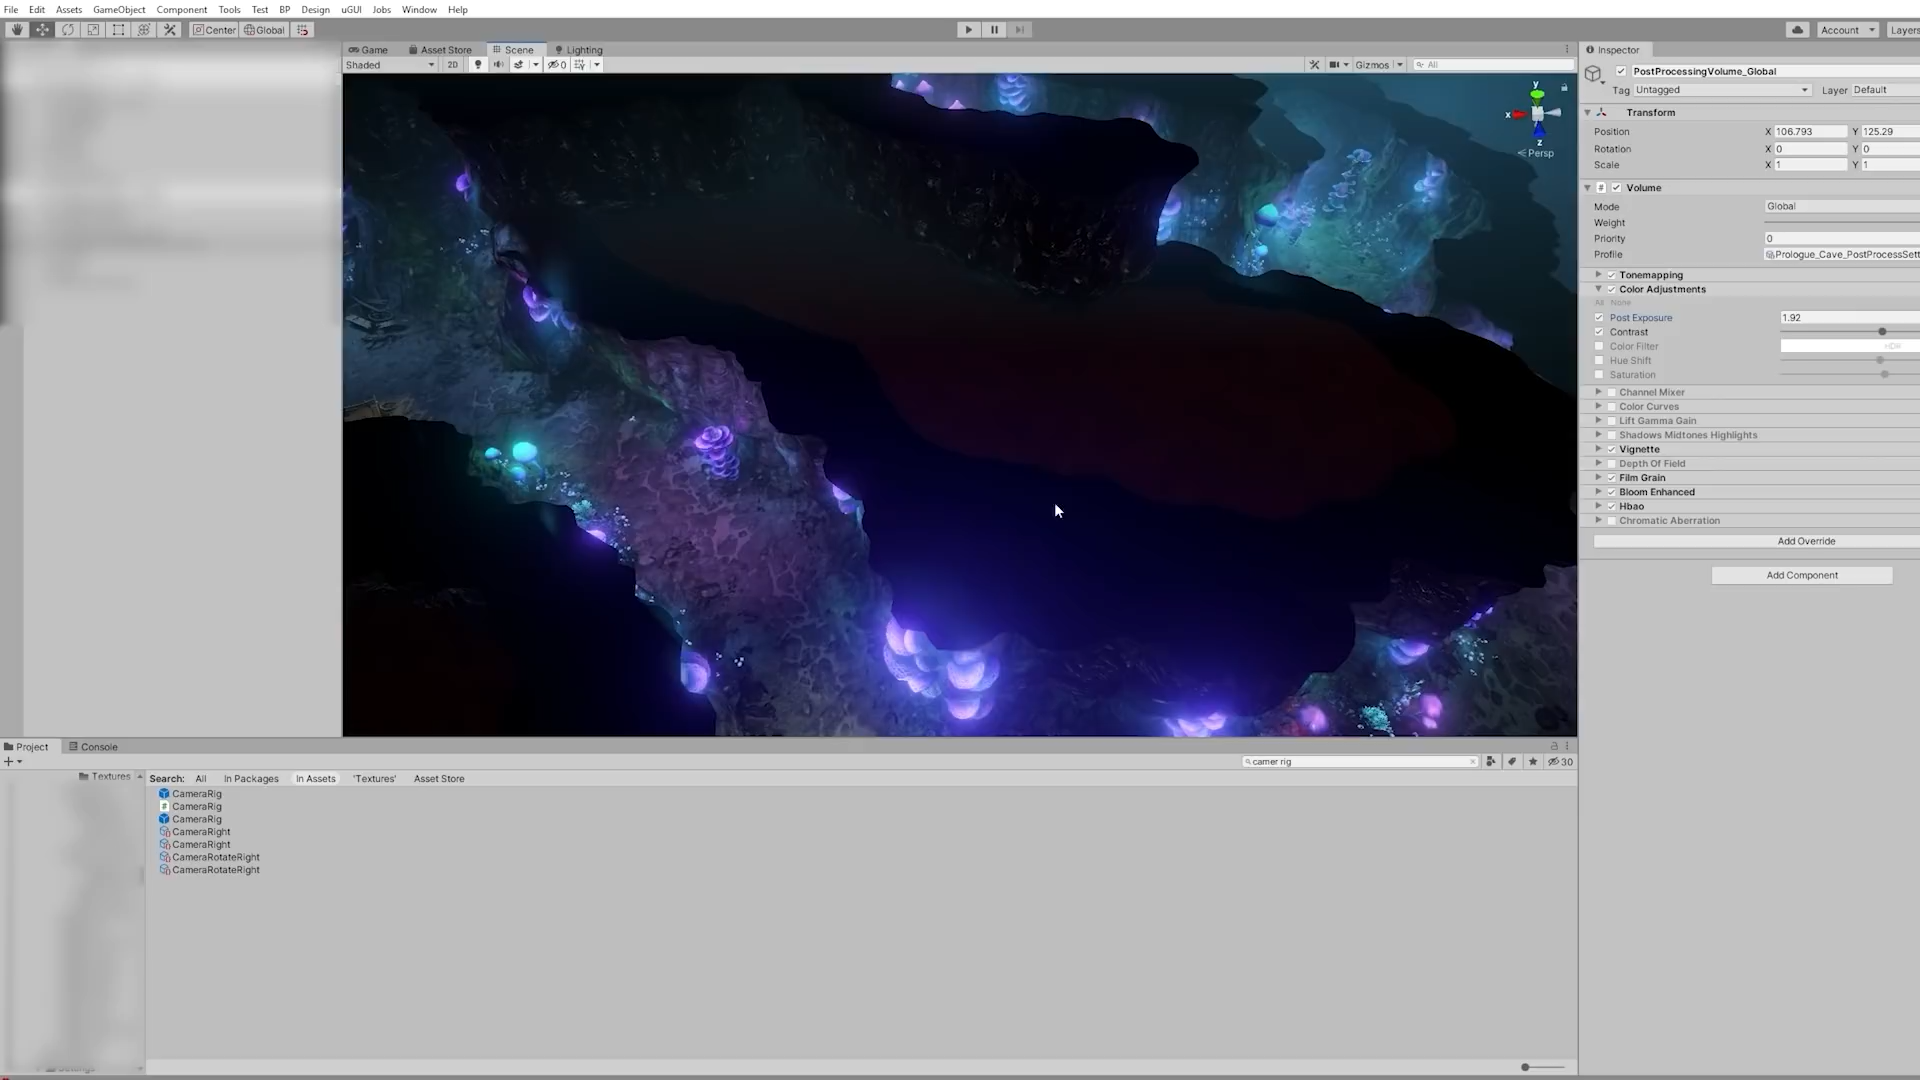 File Edit Assets GameObject Component Tools Test BP Design uGUI Jobs Window Help
Center Global Account Layers
Game Asset Store Scene Lighting
Shaded 2D 0 Gizmos All
y
x
z
Persp
Inspector
PostProcessingVolume_Global
Tag Untagged Layer Default
Transform
Position X 106.793 Y 125.29
Rotation X 0 Y 0
Scale X 1 Y 1
# Volume
Mode Global
Weight
Priority 0
Profile Prologue_Cave_PostProcessSett
Tonemapping
Color Adjustments
All None
Post Exposure 1.92
Contrast
Color Filter HDR
Hue Shift
Saturation
Channel Mixer
Color Curves
Lift Gamma Gain
Shadows Midtones Highlights
Vignette
Depth Of Field
Film Grain
Bloom Enhanced
Hbao
Chromatic Aberration
Add Override
Add Component
Project Console
camer rig 30
Textures
Search: All In Packages In Assets 'Textures' Asset Store
CameraRig
CameraRig
CameraRig
CameraRight
CameraRight
CameraRotateRight
CameraRotateRight